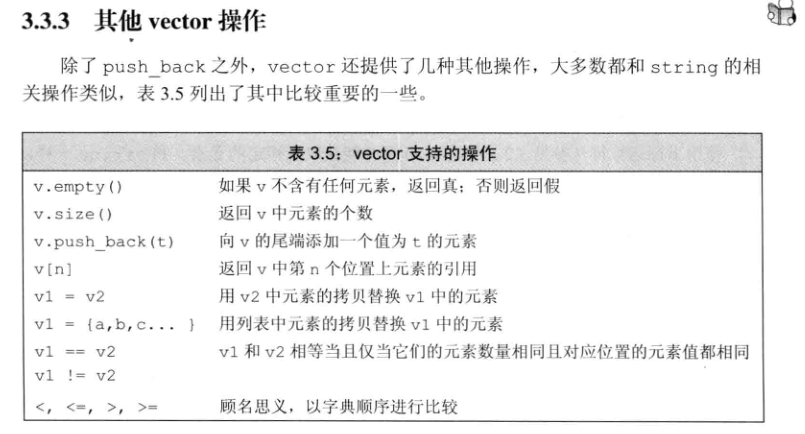 3.3.3 其他 vector 操作
除了 push_back 之外，vector 还提供了几种其他操作，大多数都和 string 的相
关操作类似，表 3.5 列出了其中比较重要的一些。
表 3.5：vector 支持的操作
v.empty() 如果 v 不含有任何元素，返回真；否则返回假
v.size() 返回 v 中元素的个数
v.push_back(t) 向 v 的尾端添加一个值为 t 的元素
v[n] 返回 v 中第 n 个位置上元素的引用
v1 = v2 用 v2 中元素的拷贝替换 v1 中的元素
v1 = {a,b,c... } 用列表中元素的拷贝替换 v1 中的元素
v1 == v2 v1 和 v2 相等当且仅当它们的元素数量相同且对应位置的元素值都相同
v1 != v2
<, <=, >, >= 顾名思义，以字典顺序进行比较